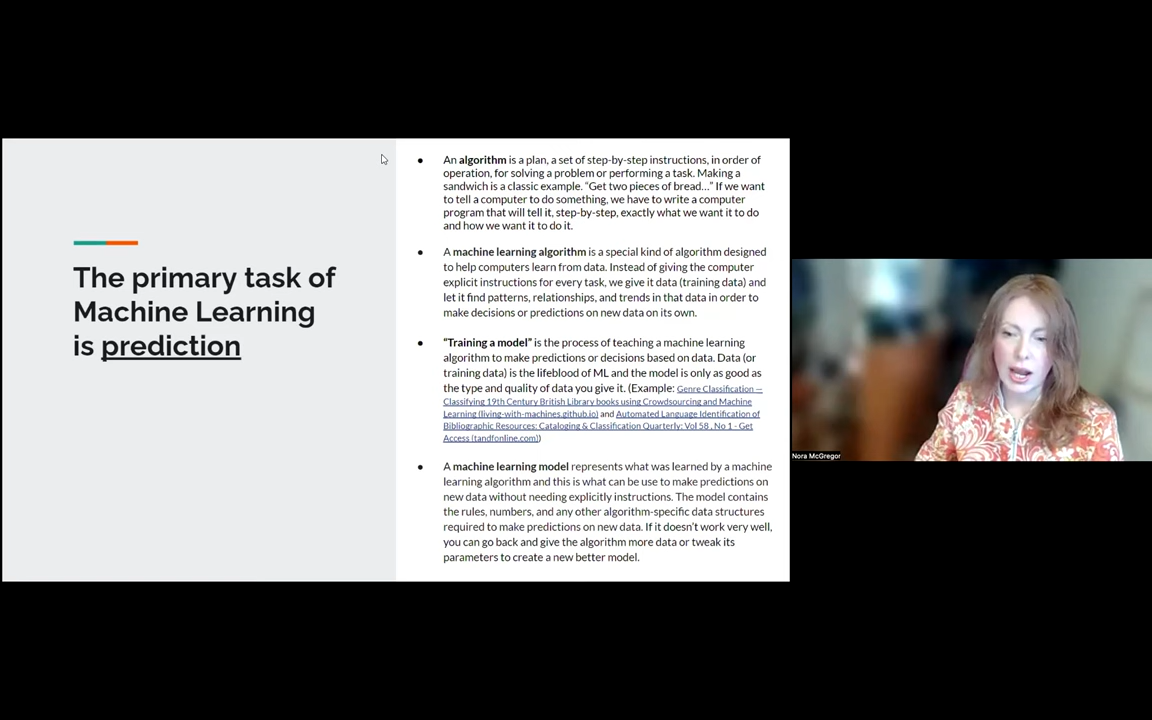 The primary task of
Machine Learning
is prediction
● An algorithm is a plan, a set of step-by-step instructions, in order of
operation, for solving a problem or performing a task. Making a
sandwich is a classic example. “Get two pieces of bread...” If we want
to tell a computer to do something, we have to write a computer
program that will tell it, step-by-step, exactly what we want it to do
and how we want it to do it.
● A machine learning algorithm is a special kind of algorithm designed
to help computers learn from data. Instead of giving the computer
explicit instructions for every task, we give it data (training data) and
let it find patterns, relationships, and trends in that data in order to
make decisions or predictions on new data on its own.
● “Training a model” is the process of teaching a machine learning
algorithm to make predictions or decisions based on data. Data (or
training data) is the lifeblood of ML and the model is only as good as
the type and quality of data you give it. (Example: Genre Classification —
Classifying 19th Century British Library books using Crowdsourcing and Machine
Learning (living-with-machines.github.io) and Automated Language Identification of
Bibliographic Resources: Cataloging & Classification Quarterly: Vol 58 , No 1 - Get
Access (tandfonline.com))
● A machine learning model represents what was learned by a machine
learning algorithm and this is what can be use to make predictions on
new data without needing explicitly instructions. The model contains
the rules, numbers, and any other algorithm-specific data structures
required to make predictions on new data. If it doesn’t work very well,
you can go back and give the algorithm more data or tweak its
parameters to create a new better model.
Nora McGregor